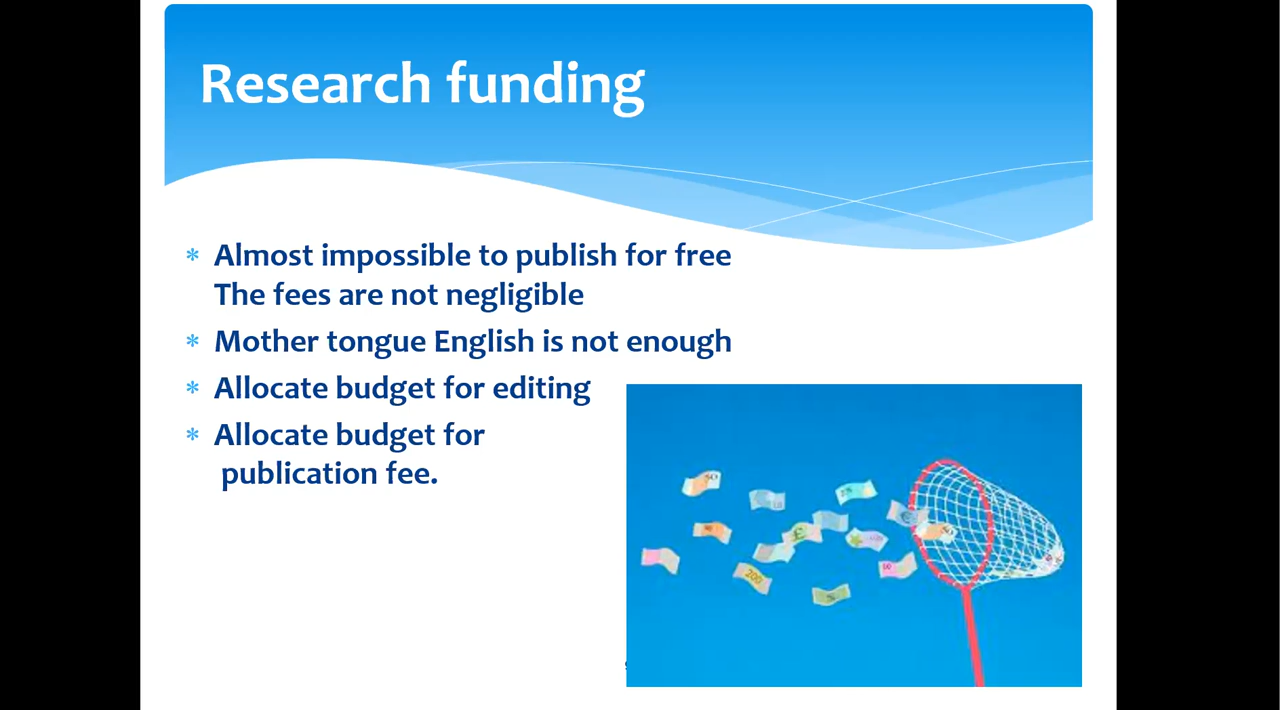 Research funding
* Almost impossible to publish for free
The fees are not negligible
* Mother tongue English is not enough
* Allocate budget for editing
* Allocate budget for
publication fee.
200